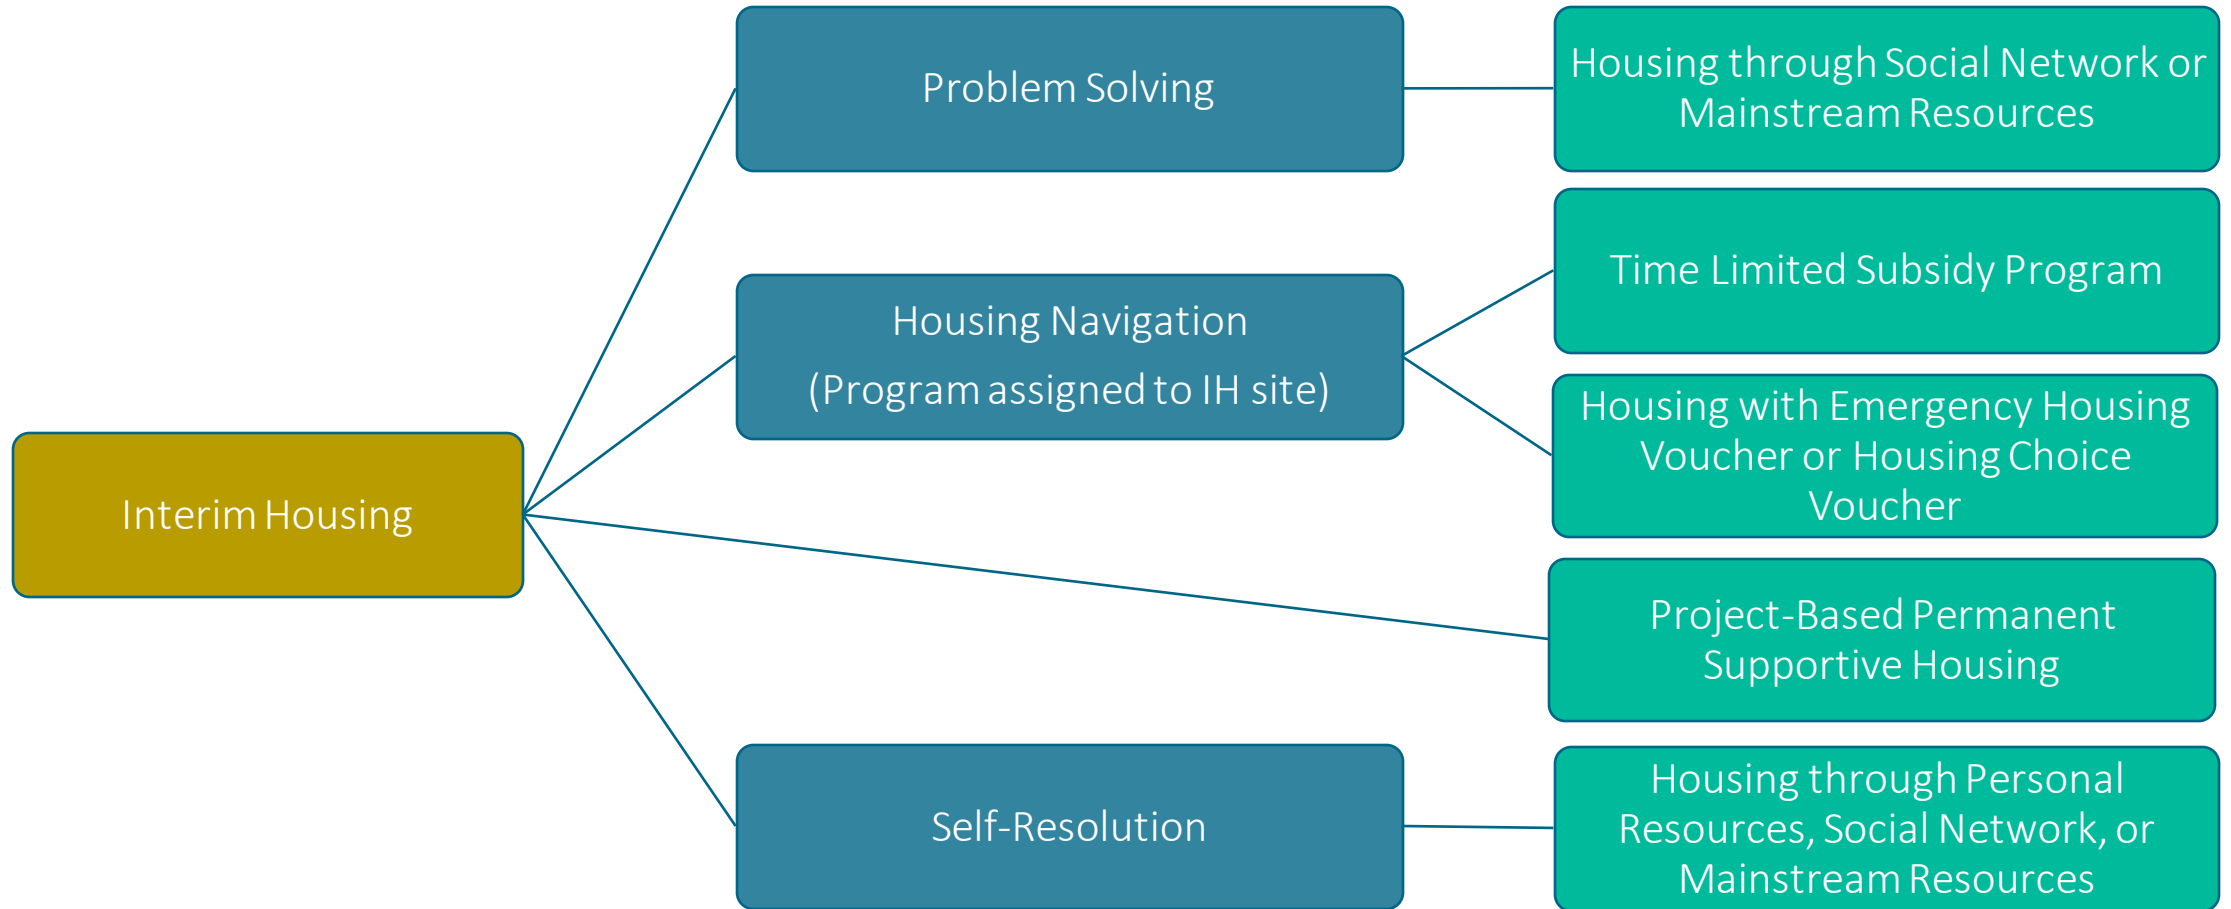 Problem Solving
Housing through Social Network or
Mainstream Resources
Time Limited Subsidy Program
Housing Navigation
(Program assigned to IH site)
Housing with Emergency Housing
Voucher or Housing Choice
Voucher
Interim Housing
Project-Based Permanent
Supportive Housing
Self-Resolution
Housing through Personal
Resources, Social Network, or
Mainstream Resources